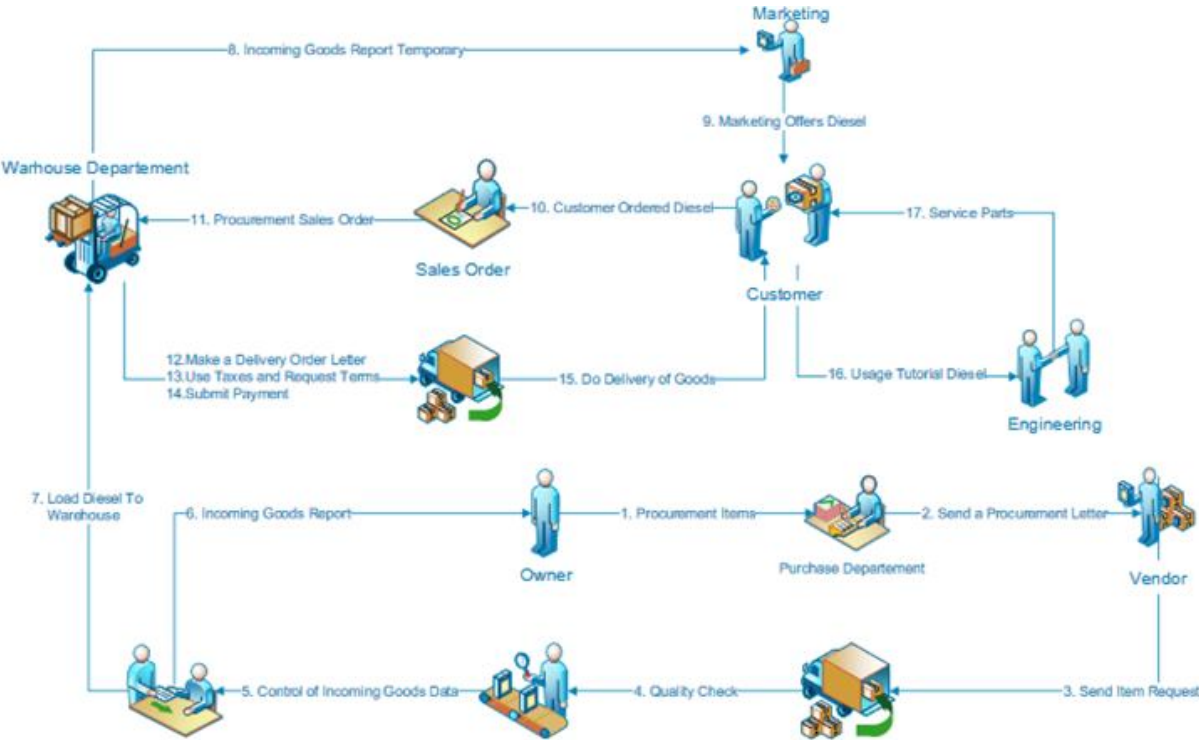 Marketing
8. Incoming Goods Report Temporary
9. Marketing Offers Diesel
Warhouse Departement
11. Procurement Sales Order
10. Customer Ordered Diesel
17. Service Parts
Sales Order
Customer
12.Make a Delivery Order Letter
13.Use Taxes and Request Terms
14.Submit Payment
15. Do Delivery of Goods
16. Usage Tutorial Diesel
Engineering
7. Load Diesel To
Warehouse
6. Incoming Goods Report
1. Procurement Items
2. Send a Procurement Letter
Owner
Purchase Departement
Vendor
5. Control of Incoming Goods Data
4. Quality Check
3. Send Item Request